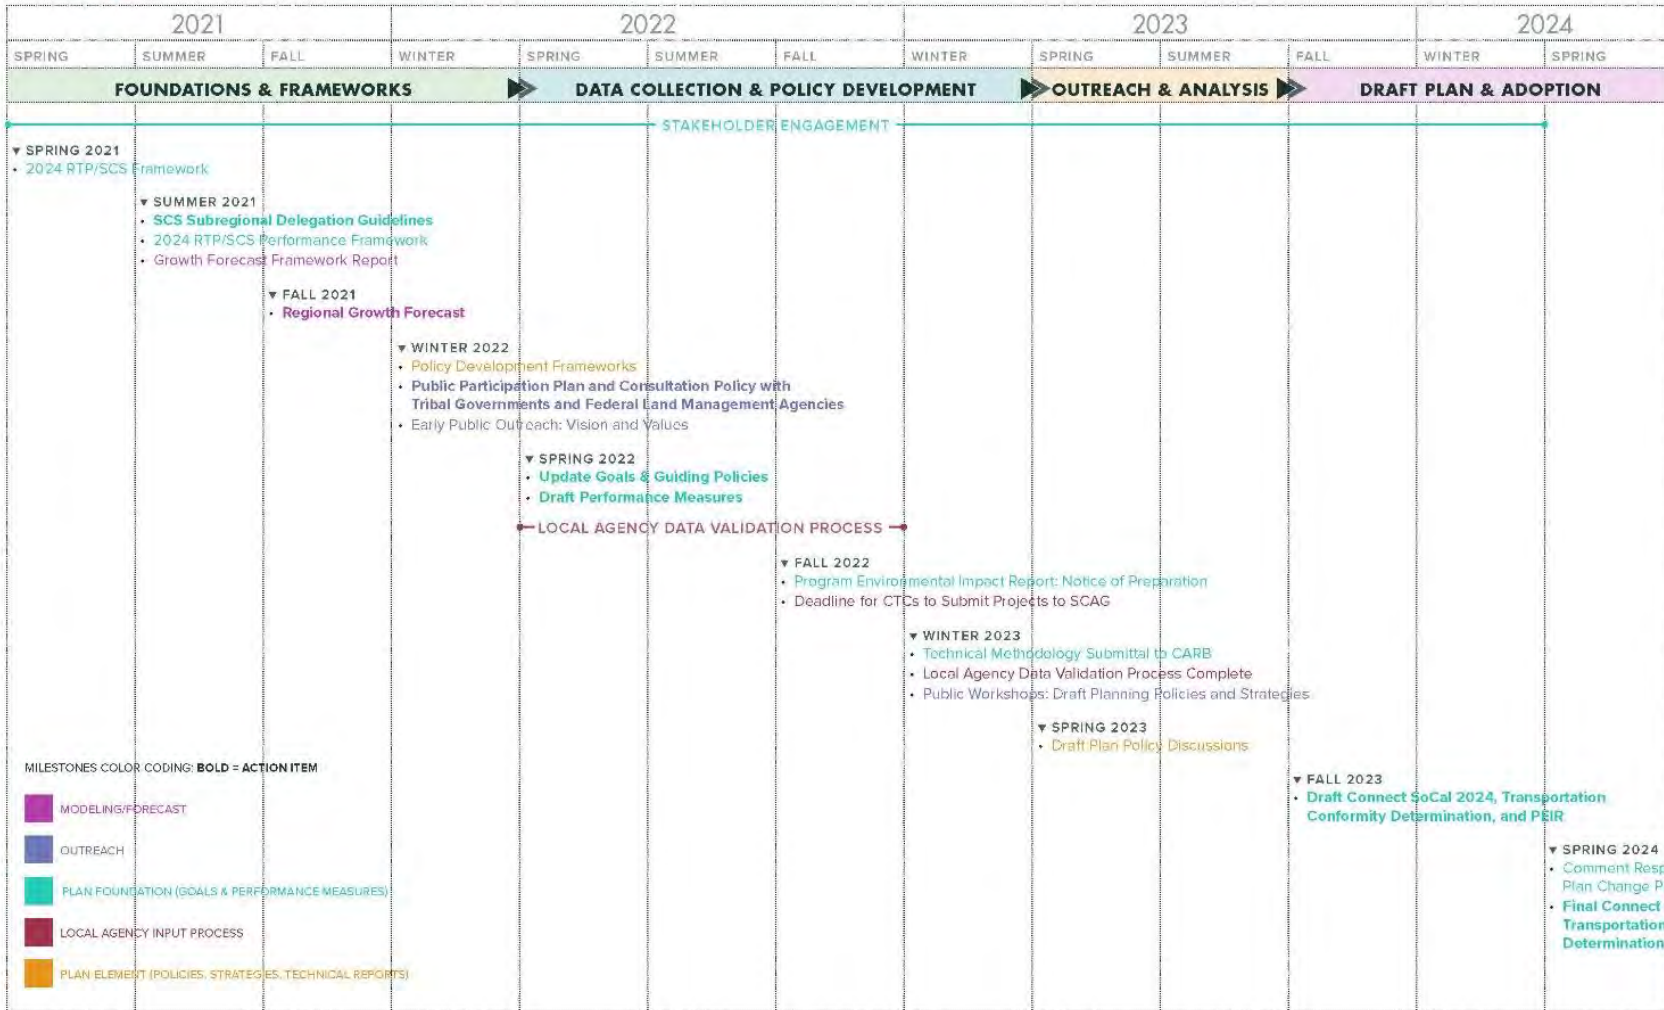 2021 2022 2023 2024
SPRING SUMMER FALL WINTER SPRING SUMMER FALL WINTER SPRING SUMMER FALL WINTER SPRING
FOUNDATIONS & FRAMEWORKS DATA COLLECTION & POLICY DEVELOPMENT OUTREACH & ANALYSIS DRAFT PLAN & ADOPTION
STAKEHOLDER ENGAGEMENT
▼ SPRING 2021
• 2024 RTP/SCS Framework
▼ SUMMER 2021
• SCS Subregional Delegation Guidelines
• 2024 RTP/SCS Performance Framework
• Growth Forecast Framework Report
▼ FALL 2021
• Regional Growth Forecast
▼ WINTER 2022
• Policy Development Frameworks
• Public Participation Plan and Consultation Policy with
Tribal Governments and Federal Land Management Agencies
• Early Public Outreach: Vision and Values
▼ SPRING 2022
• Update Goals & Guiding Policies
• Draft Performance Measures
LOCAL AGENCY DATA VALIDATION PROCESS
▼ FALL 2022
• Program Environmental Impact Report: Notice of Preparation
• Deadline for CTCs to Submit Projects to SCAG
▼ WINTER 2023
• Technical Methodology Submittal to CARB
• Local Agency Data Validation Process Complete
• Public Workshops: Draft Planning Policies and Strategies
▼ SPRING 2023
• Draft Plan Policy Discussions
▼ FALL 2023
• Draft Connect SoCal 2024, Transportation
Conformity Determination, and PEIR
▼ SPRING 2024
• Comment Resp
Plan Change P
• Final Connect
Transportation
Determination
MILESTONES COLOR CODING: BOLD = ACTION ITEM
MODELING/FORECAST
OUTREACH
PLAN FOUNDATION (GOALS & PERFORMANCE MEASURES)
LOCAL AGENCY INPUT PROCESS
PLAN ELEMENT (POLICIES, STRATEGIES, TECHNICAL REPORTS)